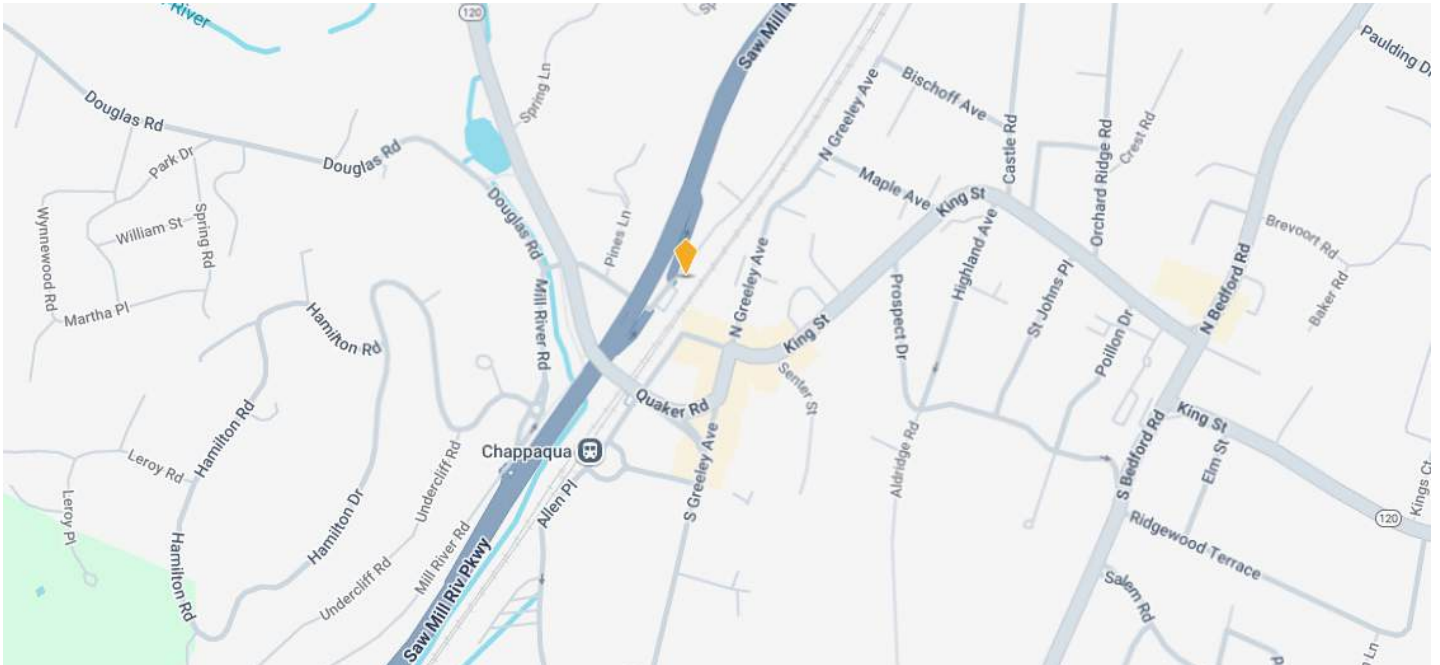 River
120
Sp
Saw Mill R
Paulding Dr
Douglas Rd
Spring Ln
N Greeley Ave
Bischoff Ave
Castle Rd
Orchard Ridge Rd
Crest Rd
Park Dr
Douglas Rd
Maple Ave
King St
Wynnewood Rd
William St
Spring Rd
Douglas Rd
Pines Ln
N Greeley Ave
Highland Ave
Brevoort Rd
Baker Rd
Martha Pl
Hamilton Rd
Mill River Rd
King St
Prospect Dr
St Johns Pl
Poillon Dr
N Bedford Rd
Senter St
Quaker Rd
Hamilton Rd
Chappaqua
King St
Leroy Rd
Undercliff Rd
S Greeley Ave
Aldridge Rd
S Bedford Rd
Elm St
Kings Ct
Leroy Pl
Hamilton Dr
Allen Pl
120
Hamilton Rd
Undercliff Rd
Mill River Rd
Saw Mill Riv Pkwy
Ridgewood Terrace
Salem Rd
Ln